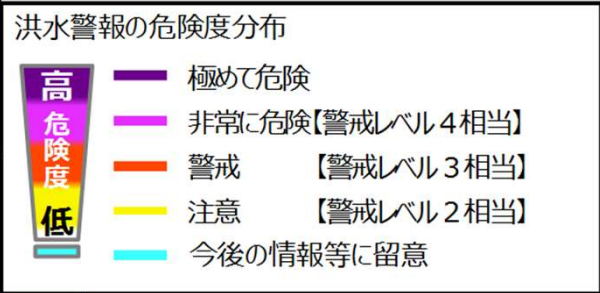 洪水警報の危険度分布
高
危険度
低
極めて危険
非常に危険【警戒レベル４相当】
警戒 【警戒レベル３相当】
注意 【警戒レベル２相当】
今後の情報等に留意